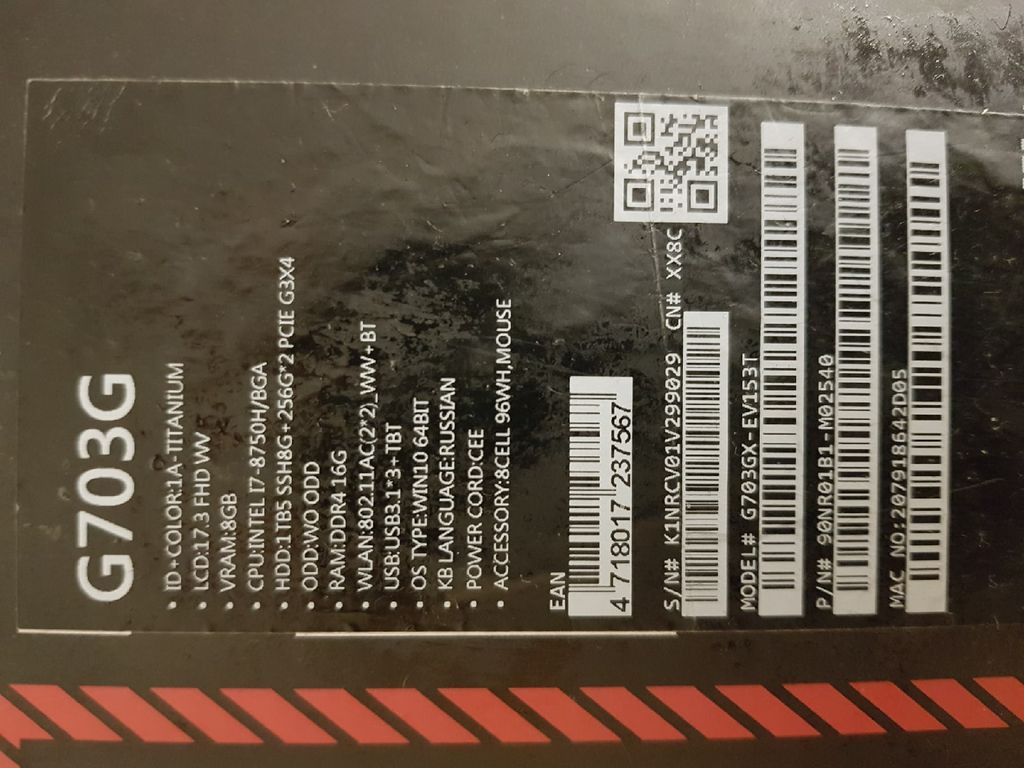 G703G
• ID+COLOR:1A-TITANIUM
• LCD:17.3 FHD WV
• VRAM:8GB
• CPU:INTEL I7-8750H/BGA
• HDD:1TB5 SSH8G+256G*2 PCIE G3X4
• ODD:WO ODD
• RAM:DDR4 16G
• WLAN:802.11AC(2*2)_WW+BT
• USB:USB3.1*3+TBT
• OS TYPE:WIN10 64BIT
• KB LANGUAGE:RUSSIAN
• POWER CORD:CEE
• ACCESSORY:8CELL 96WH,MOUSE
EAN
4 718017 237567
S/N# K1NRCV01V299029 CN# XX8C
MODEL# G703GX-EV153T
P/N# 90NR01B1-M02540
MAC NO:207918642D05